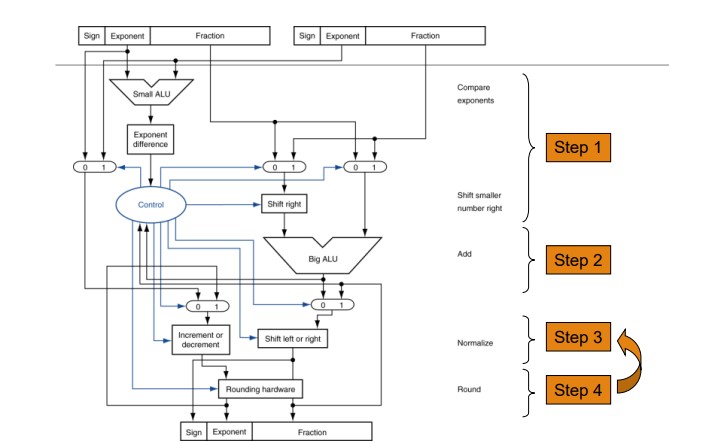 Sign Exponent Fraction Sign Exponent Fraction
Small ALU
Compare
exponents
Exponent
difference
Step 1
0 1 0 1 0 1
Control
Shift right
Shift smaller
number right
Big ALU
Add
Step 2
0 1 0 1
Increment or
decrement
Shift left or right
Normalize
Step 3
Rounding hardware
Round
Step 4
Sign Exponent Fraction